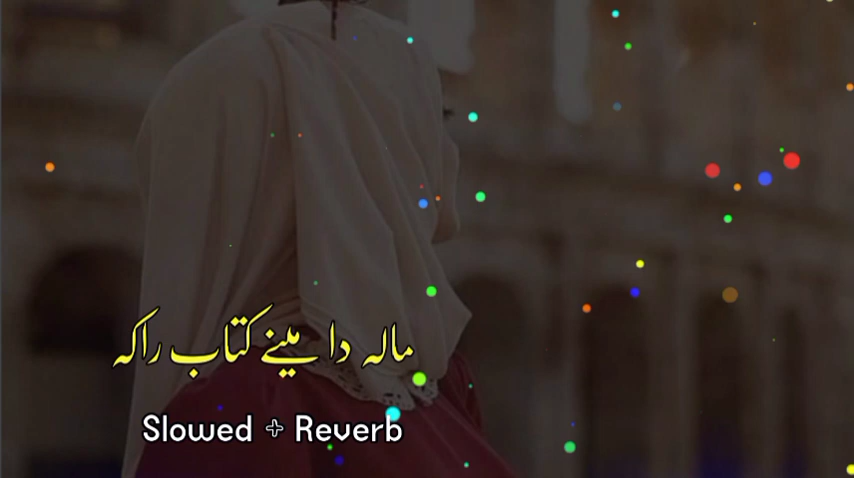 ماله دا مینے کتاب راکه
Slowed + Reverb